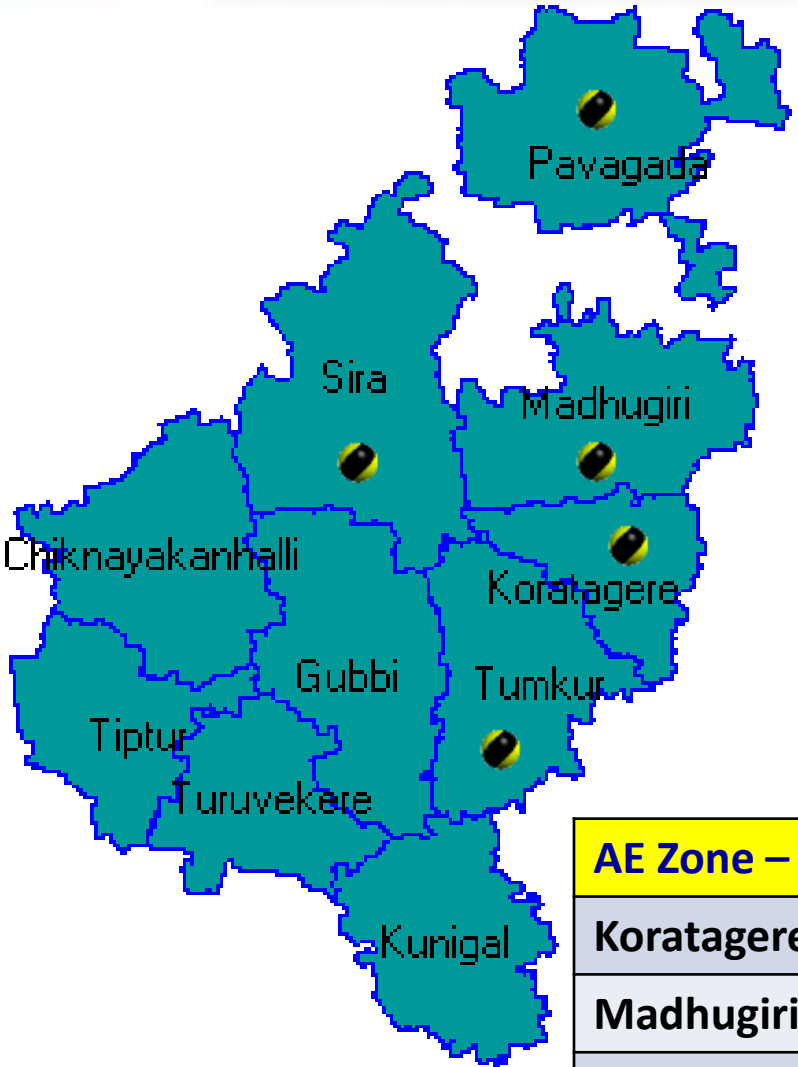 Pavagada
Sira
Madhugiri
Chiknayakanhalli
Koratagere
Gubbi
Tumkur
Tiptur
Turuvekere
Kunigal
AE Zone –
Koratagere
Madhugiri